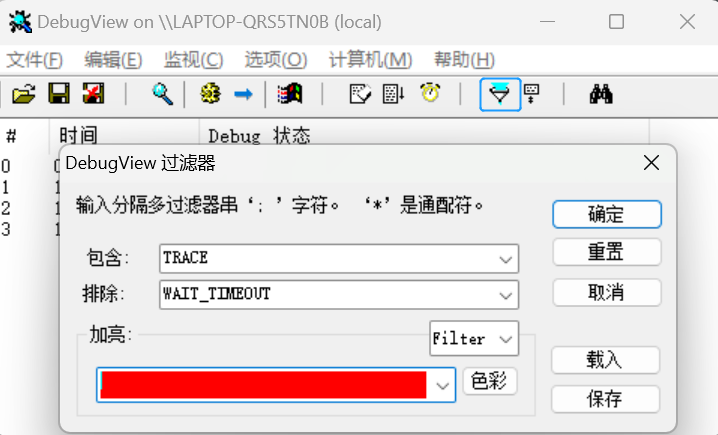 DebugView on \\LAPTOP-QRS5TN0B (local)
文件(F) 编辑(E) 监视(C) 选项(O) 计算机(M) 帮助(H)
# 时间 Debug 状态
0
1 1
2 1
3 1
DebugView 过滤器
输入分隔多过滤器串‘;’字符。 ‘*’是通配符。
确定
包含: TRACE
重置
排除: WAIT_TIMEOUT
取消
加亮: Filter
色彩
载入
保存